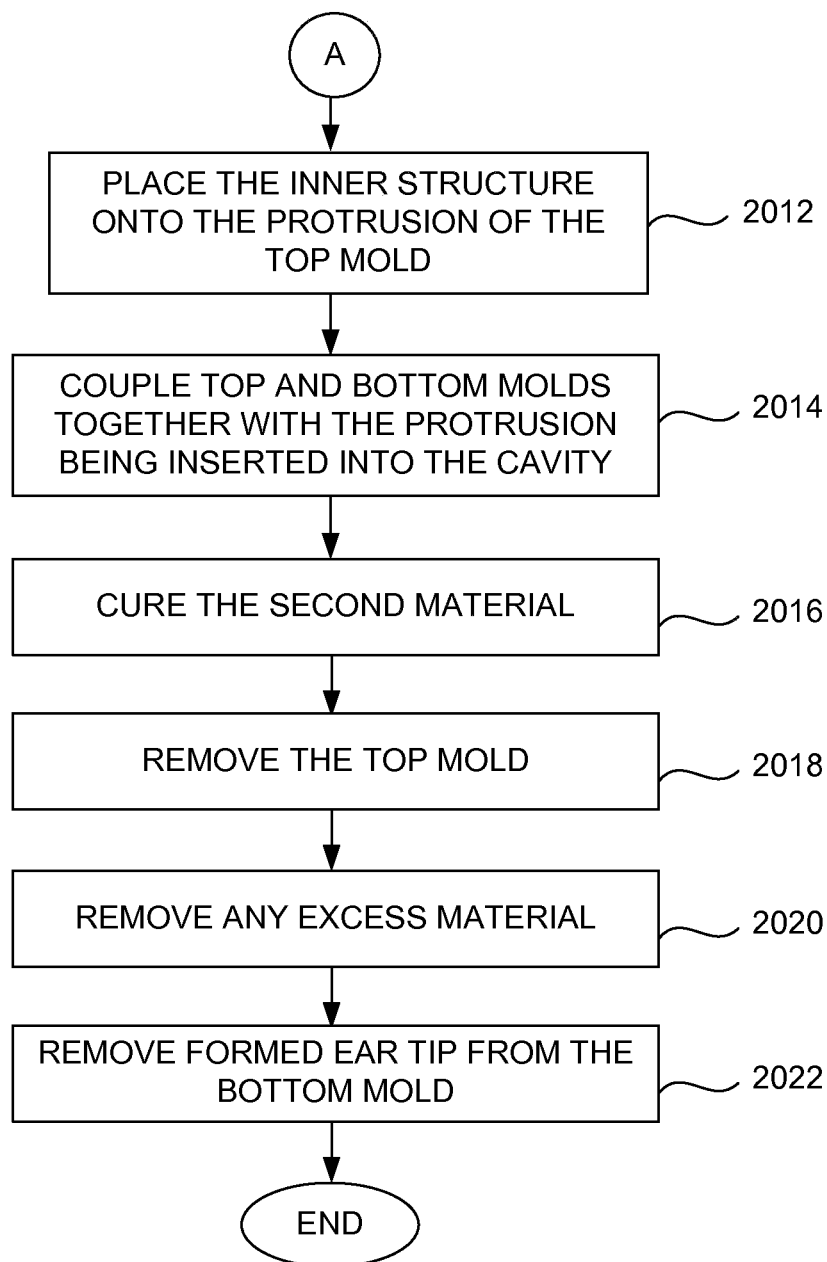 A
PLACE THE INNER STRUCTURE
ONTO THE PROTRUSION OF THE
TOP MOLD
2012
COUPLE TOP AND BOTTOM MOLDS
TOGETHER WITH THE PROTRUSION
BEING INSERTED INTO THE CAVITY
2014
CURE THE SECOND MATERIAL
2016
REMOVE THE TOP MOLD
2018
REMOVE ANY EXCESS MATERIAL
2020
REMOVE FORMED EAR TIP FROM THE
BOTTOM MOLD
2022
END